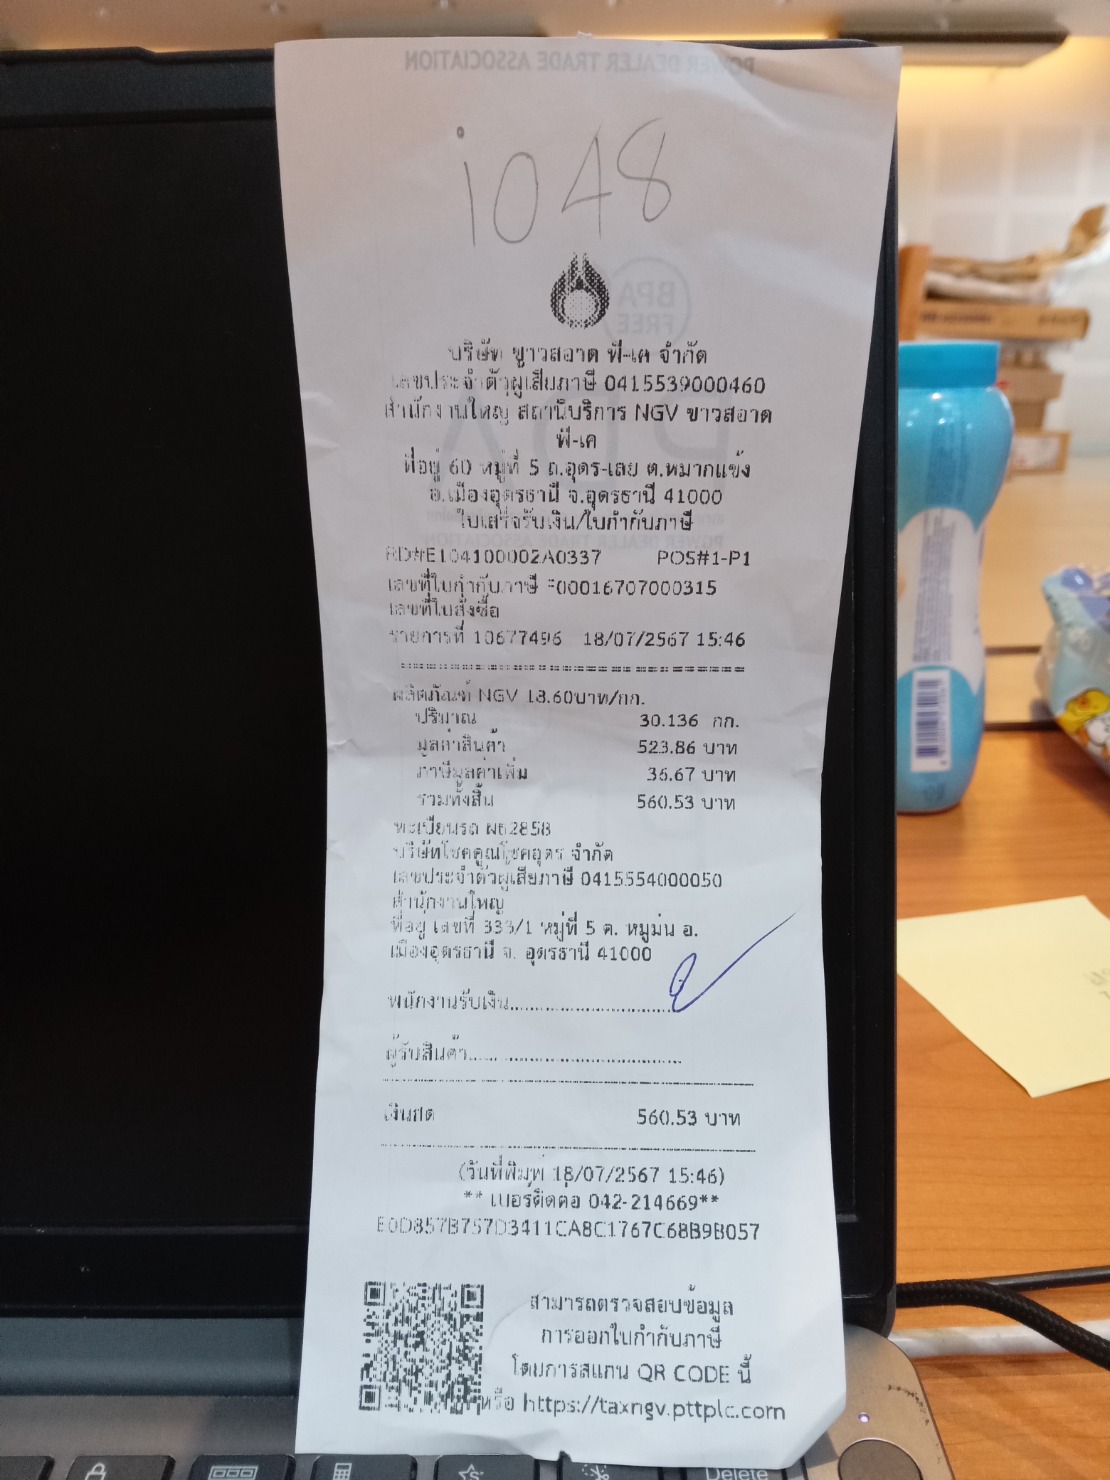 POWER DEALER TRADE ASSOCIATION
1048
BPA
FREE
บริษัท ขาวสอาด พี-เค จำกัด
เลขประจำตัวผู้เสียภาษี 0415539000460
สำนักงานใหญ่ สถานีบริการ NGV ขาวสอาด
พี-เค
ที่อยู่ 60 หมู่ที่ 5 ถ.อุดร-เลย ต.หมากแข้ง
อ.เมืองอุดรธานี จ.อุดรธานี 41000
ใบเสร็จรับเงิน/ใบกำกับภาษี
POWER DEALER TRADE ASSOCIATION
RD#E104100002A0337 POS#1-P1
เลขที่ใบกำกับภาษี F00016707000315
เลขที่ใบสั่งซื้อ
รายการที่ 10677496 18/07/2567 15:46
ผลิตภัณฑ์ NGV 18.60บาท/กก.
ปริมาณ 30.136 กก.
มูลค่าสินค้า 523.86 บาท
ภาษีมูลค่าเพิ่ม 36.67 บาท
รวมทั้งสิ้น 560.53 บาท
ทะเบียนรถ ผธ2858
บริษัทโชคคูณโชคอุดร จำกัด
เลขประจำตัวผู้เสียภาษี 0415554000050
สำนักงานใหญ่
ที่อยู่ เลขที่ 333/1 หมู่ที่ 5 ต. หมูม่น อ.
เมืองอุดรธานี จ. อุดรธานี 41000
พนักงานรับเงิน..............................
ผู้รับสินค้า..............................
เงินสด 560.53 บาท
(วันที่พิมพ์ 18/07/2567 15:46)
** เบอร์ติดต่อ 042-214669**
E0D857B757D3411CA8C1767C68B9B057
สามารถตรวจสอบข้อมูล
การออกใบกำกับภาษี
โดยการสแกน QR CODE นี้
หรือ https://taxngv.pttplc.com
Delete